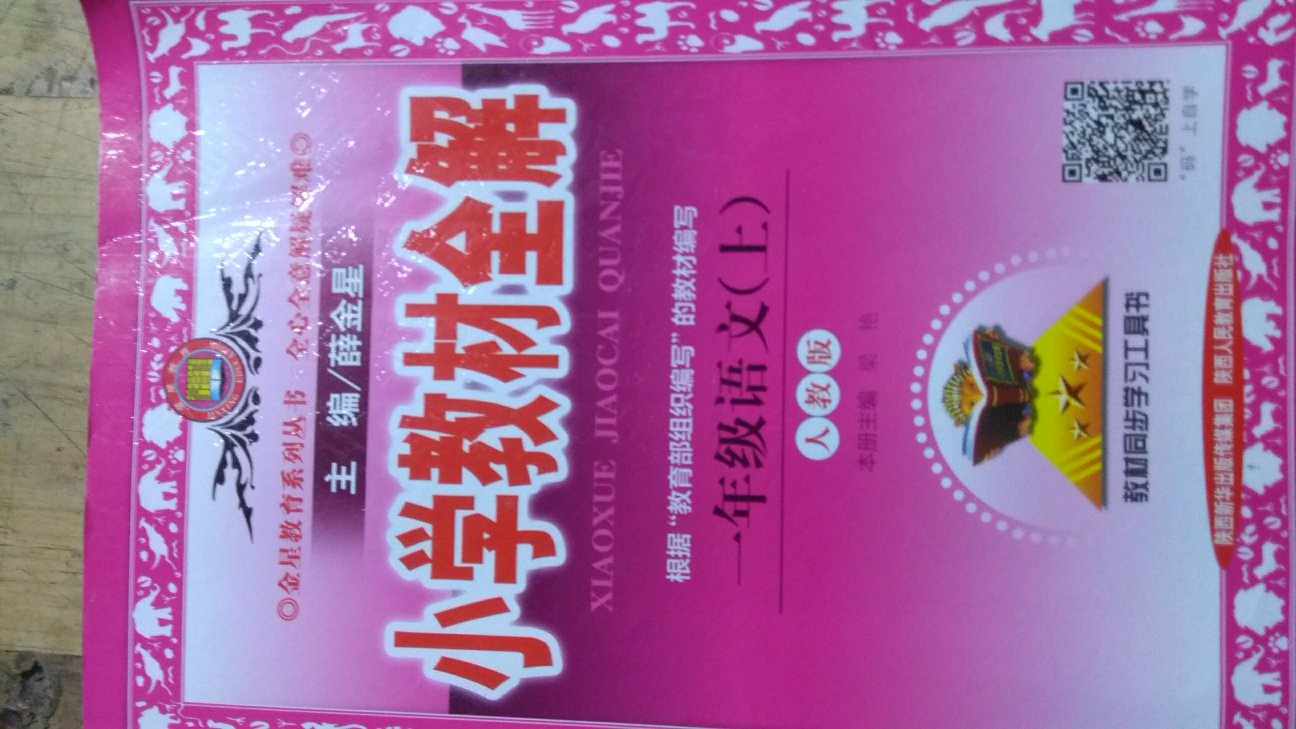 ◎金星教育系列丛书 全心全意解疑解难◎
主 编/薛金星
小学教材全解
XIAOXUE JIAOCAI QUANJIE
根据“教育部组织编写”的教材编写
一年级语文(上)
人教版
本册主编 梁 艳
“码”上自学
教材同步学习工具书
陕西新华出版传媒集团 陕西人民教育出版社